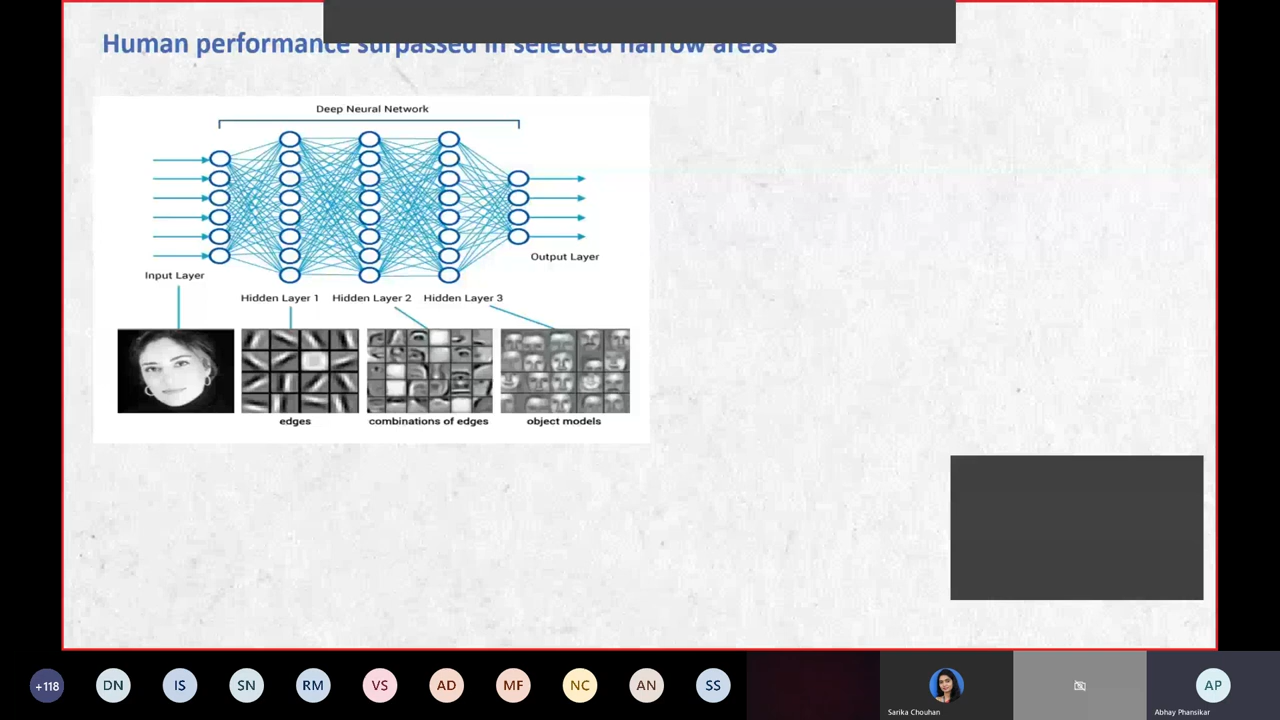 Human performance surpassed in selected narrow areas
Deep Neural Network
Output Layer
Input Layer
Hidden Layer 1
Hidden Layer 2
Hidden Layer 3
edges
combinations of edges
object models
+118
DN
IS
SN
RM
VS
AD
MF
NC
AN
SS
Sarika Chouhan
AP
Abhay Phansikar